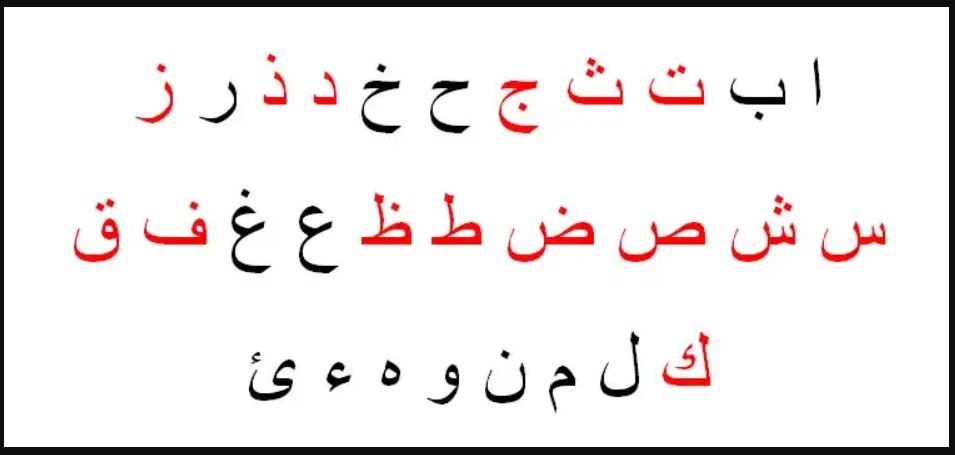 ا ب ت ث ج ح خ د ذ ر ز
س ش ص ض ط ظ ع غ ف ق
ك ل م ن و ه ء ئ